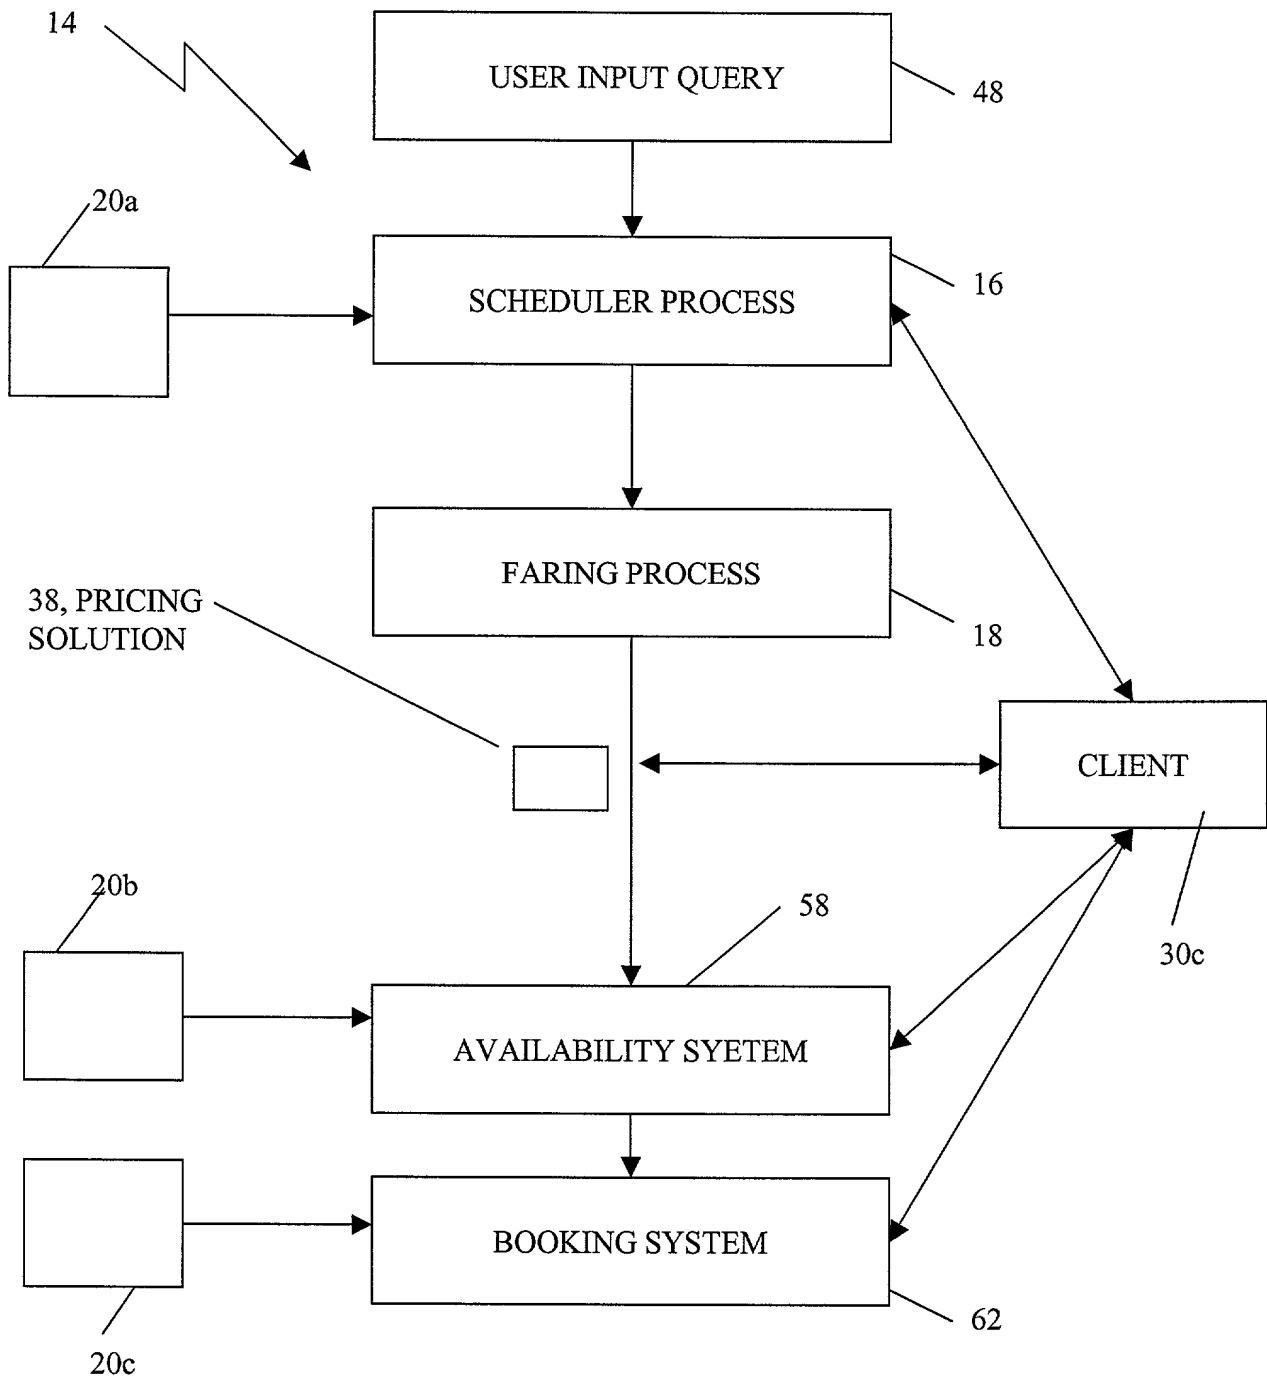 14
USER INPUT QUERY
48
20a
SCHEDULER PROCESS
16
FARING PROCESS
18
38, PRICING
SOLUTION
CLIENT
30c
20b
58
AVAILABILITY SYETEM
BOOKING SYSTEM
62
20c